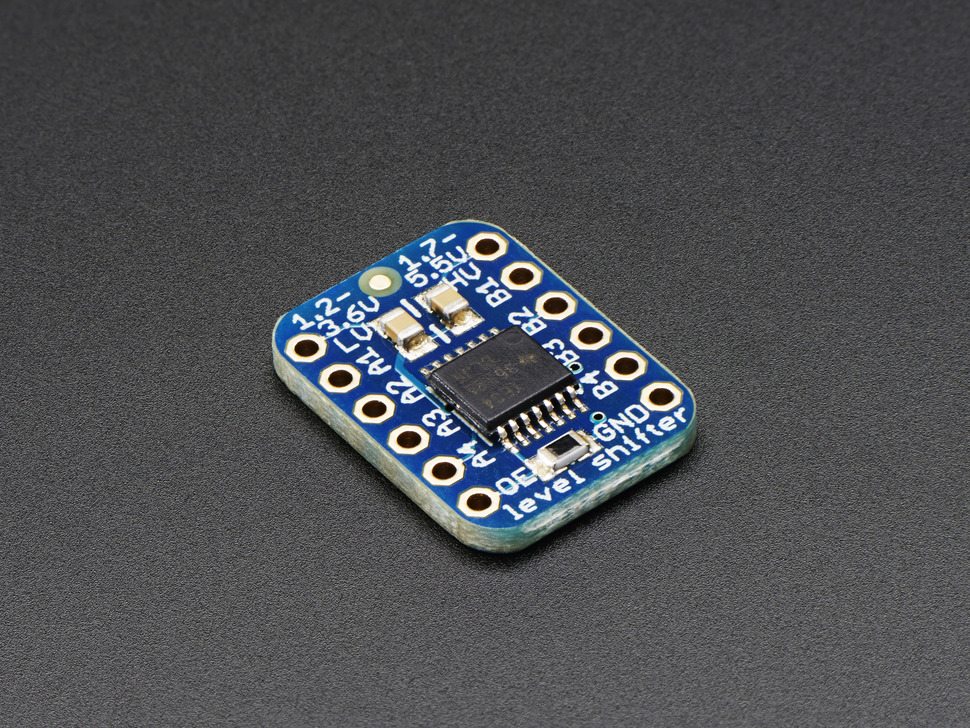 1.2-
3.6V
LV
1.7-
5.5V
HV
A1
A2
A3
A4
OE
B1
B2
B3
B4
GND
level shifter